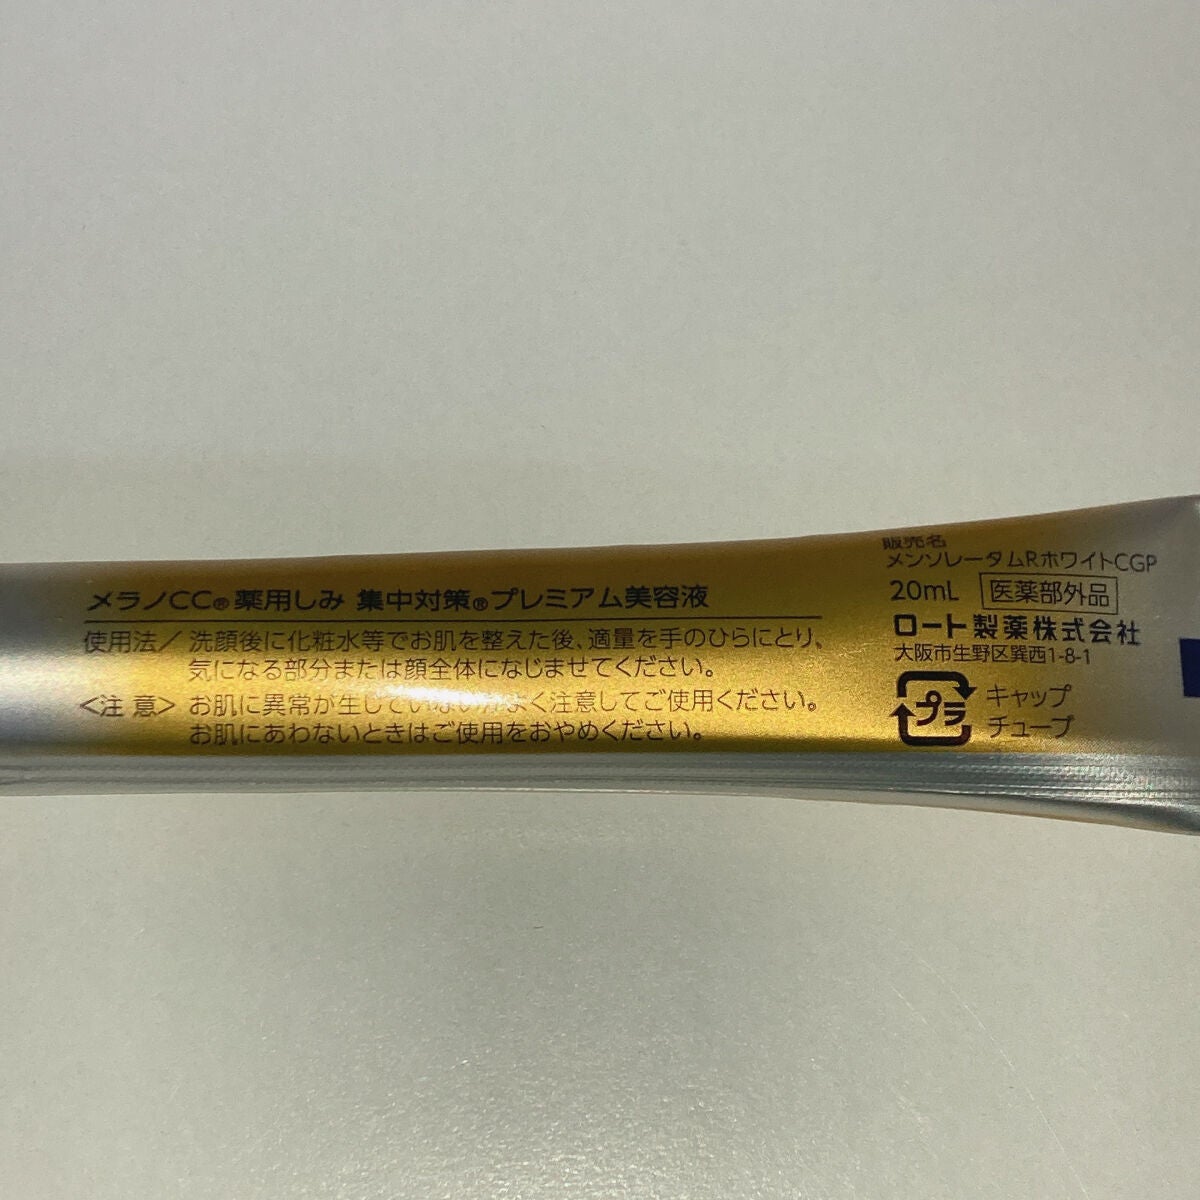 メラノCC® 薬用しみ 集中対策® プレミアム美容液
使用法／ 洗顔後に化粧水等でお肌を整えた後、適量を手のひらにとり、
気になる部分または顔全体になじませてください。
<注 意> お肌に異常が生じていないかよく注意してご使用ください。
お肌にあわないときはご使用をおやめください。
販売名
メンソレータムRホワイトCGP
20mL 医薬部外品
ロート製薬株式会社
大阪市生野区巽西1-8-1
プラ
キャップ
チューブ